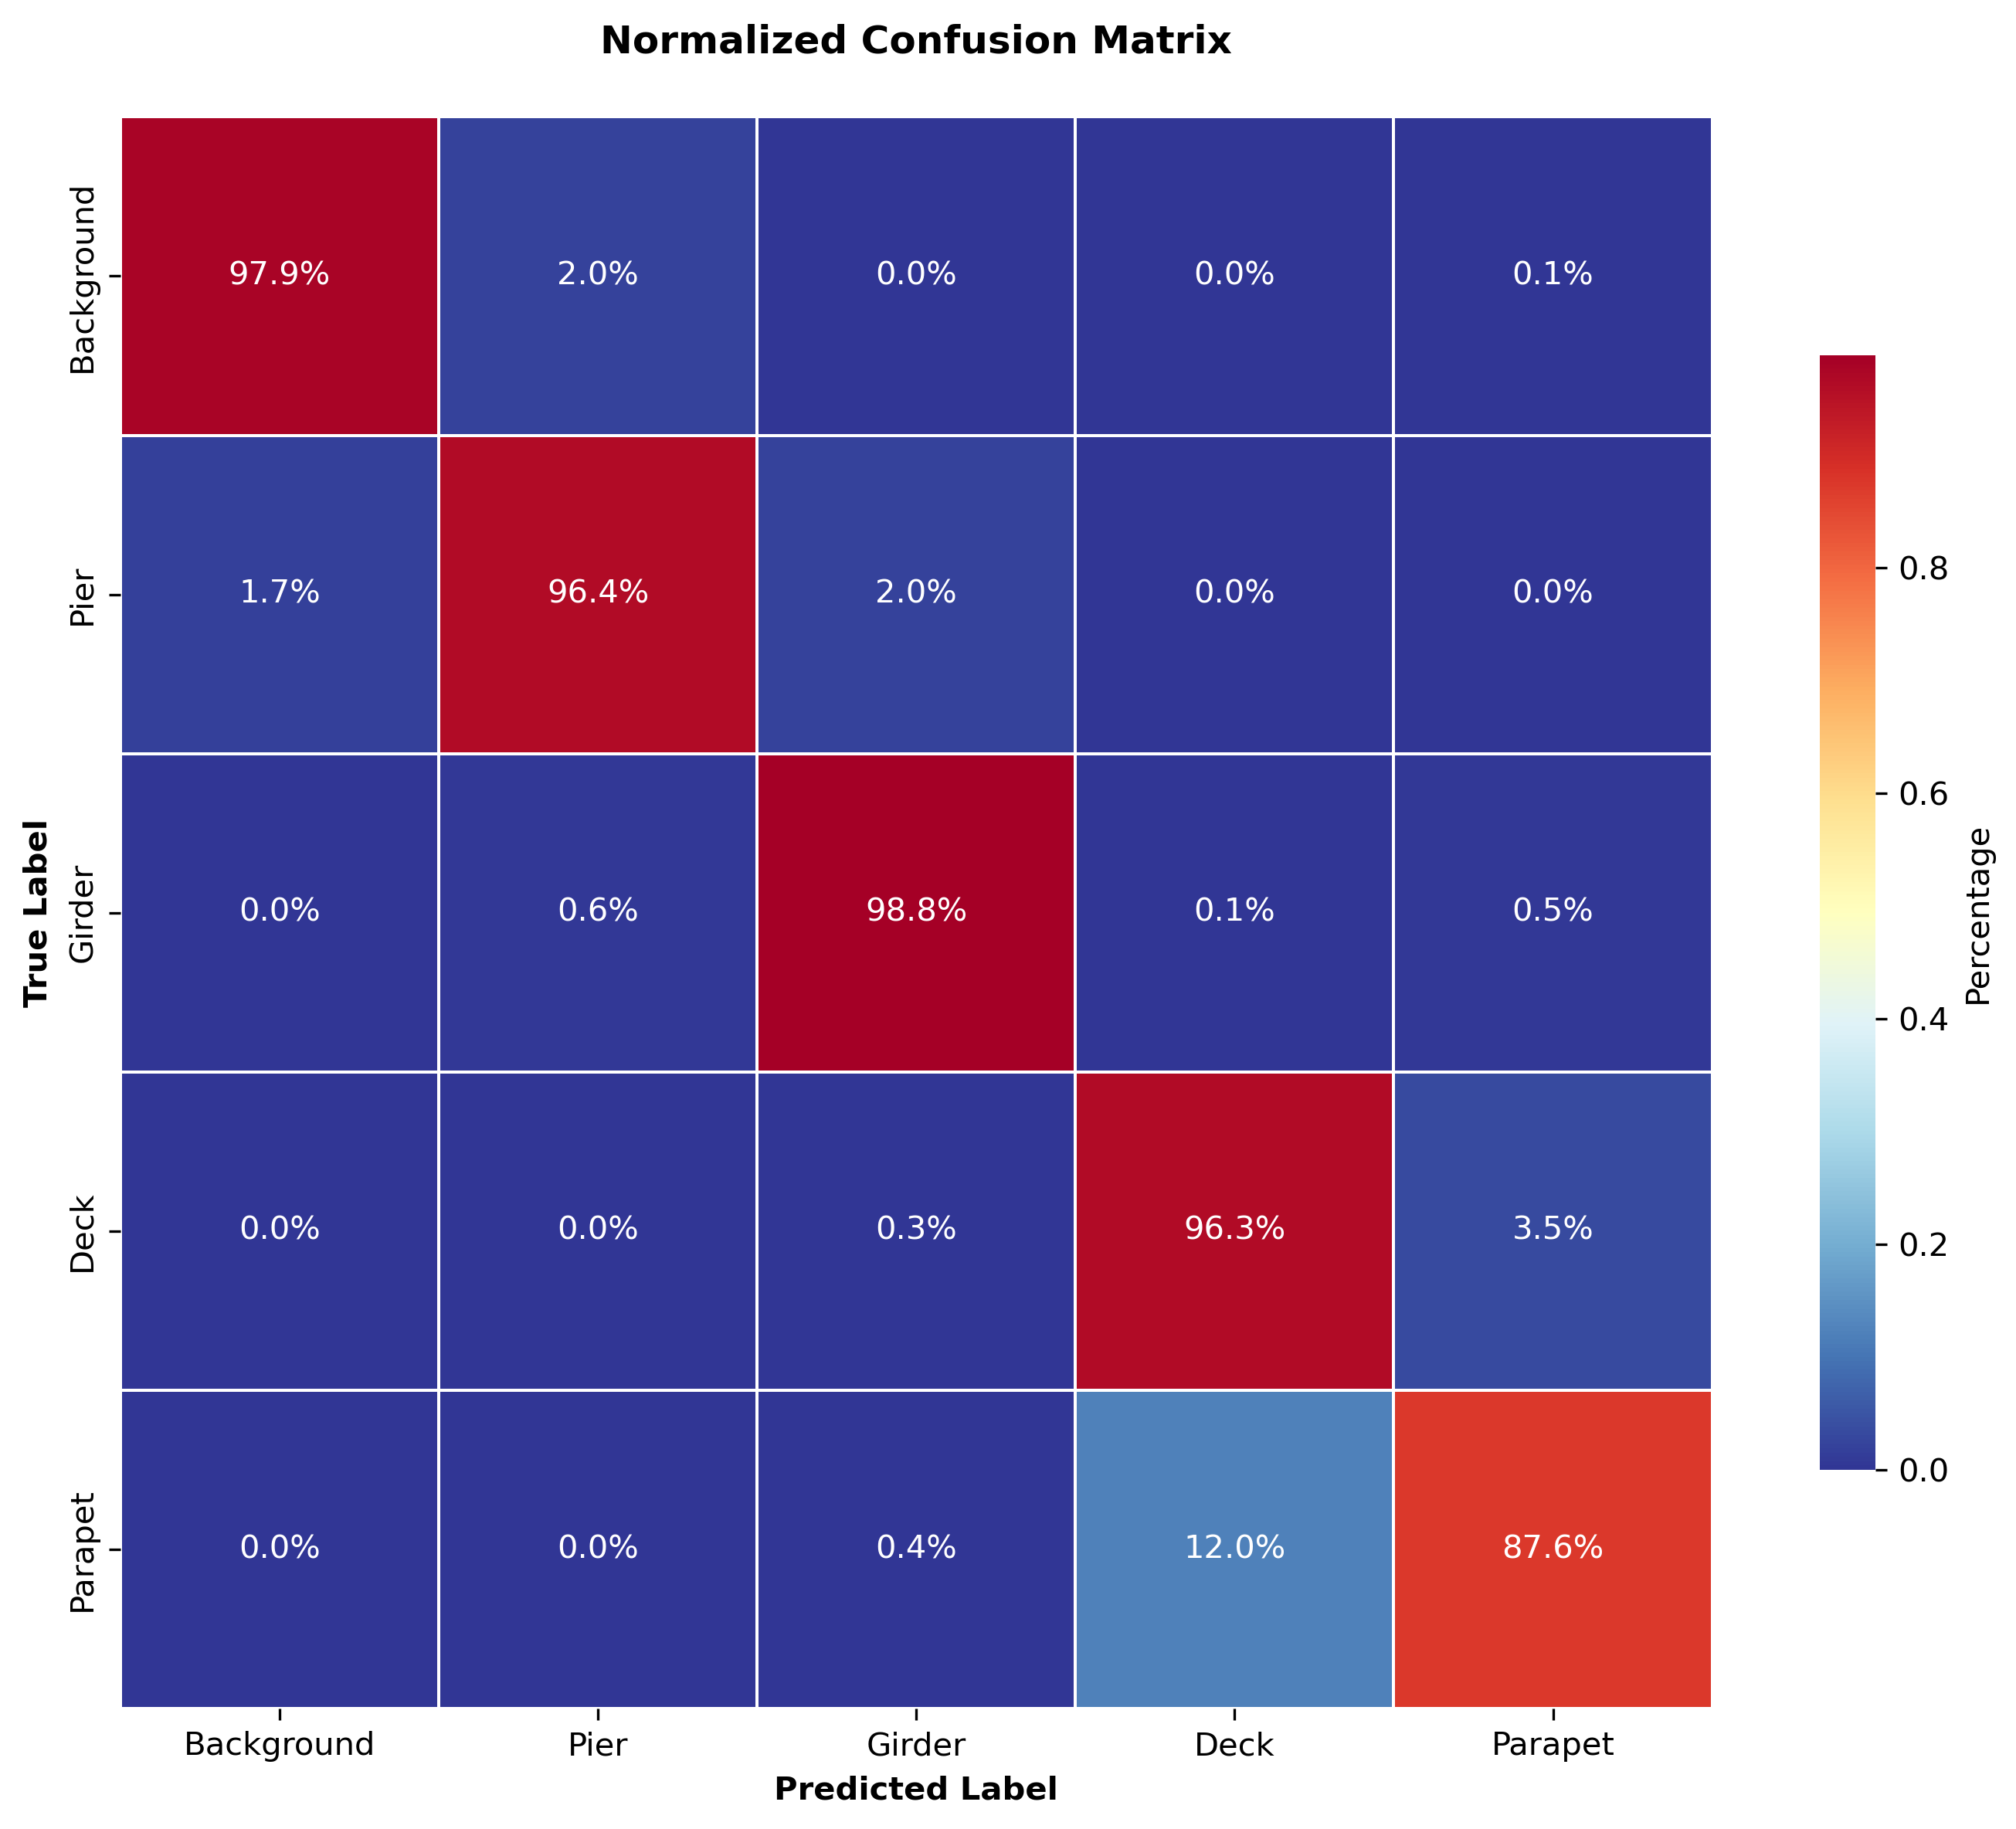 Normalized Confusion Matrix
Background
97.9%
2.0%
0.0%
0.0%
0.1%
Pier
1.7%
96.4%
2.0%
0.0%
0.0%
Girder
0.0%
0.6%
98.8%
0.1%
0.5%
Deck
0.0%
0.0%
0.3%
96.3%
3.5%
Parapet
0.0%
0.0%
0.4%
12.0%
87.6%
True Label
Background
Pier
Girder
Deck
Parapet
Predicted Label
0.8
0.6
0.4
0.2
0.0
Percentage